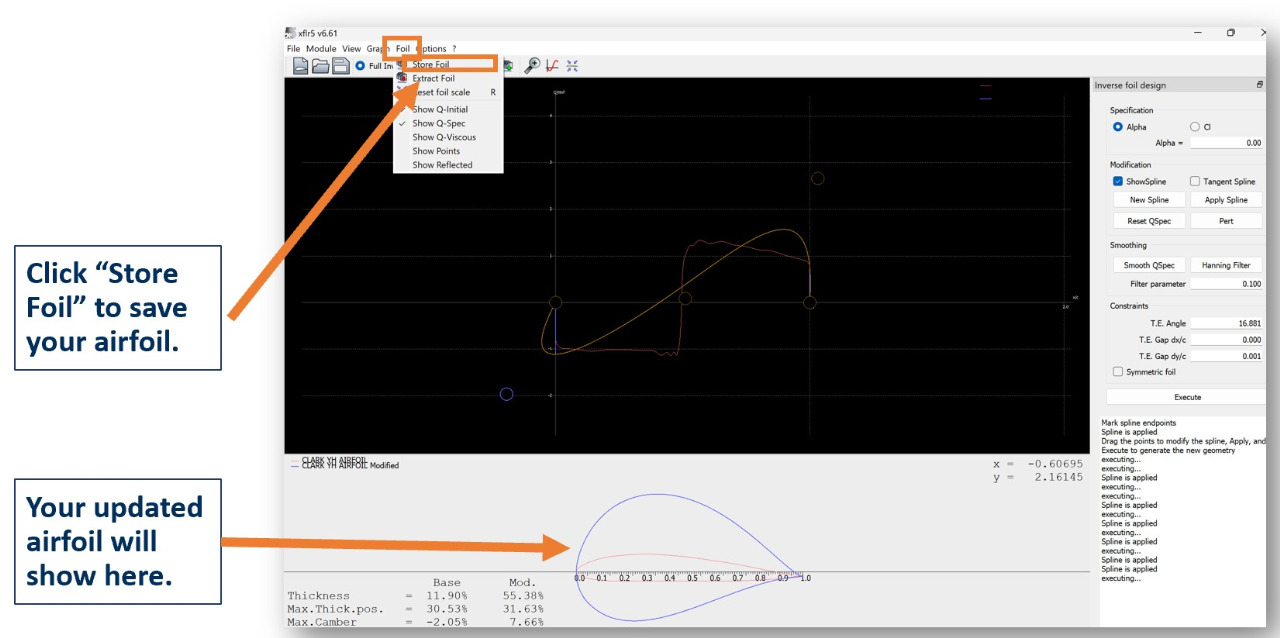 xflr5 v6.61
File Module View Graph Foil Options ?
Store Foil
Extract Foil
Reset foil scale R
Show Q-Initial
Show Q-Spec
Show Q-Viscous
Show Points
Show Reflected
Inverse foil design
Specification
Alpha Cl
Alpha = 0.00
Modification
ShowSpline Tangent Spline
New Spline Apply Spline
Reset QSpec Pert
Smoothing
Smooth QSpec Hanning Filter
Filter parameter 0.100
Constraints
T.E. Angle 16.881
T.E. Gap dx/c 0.000
T.E. Gap dy/c 0.001
Symmetric foil
Execute
Mark spline endpoints
Spline is applied
Drag the points to modify the spline, Apply, and
Execute to generate the new geometry
executing...
executing...
Spline is applied
executing...
executing...
Spline is applied
executing...
Spline is applied
executing...
Spline is applied
executing...
Spline is applied
Spline is applied
executing...
Click “Store
Foil” to save
your airfoil.
CLARK YH AIRFOIL
CLARK YH AIRFOIL Modified
x = -0.60695
y = 2.16145
Your updated
airfoil will
show here.
0.0 0.1 0.2 0.3 0.4 0.5 0.6 0.7 0.8 0.9 1.0
Base Mod.
Thickness = 11.90% 55.38%
Max.Thick.pos. = 30.53% 31.63%
Max.Camber = -2.05% 7.66%